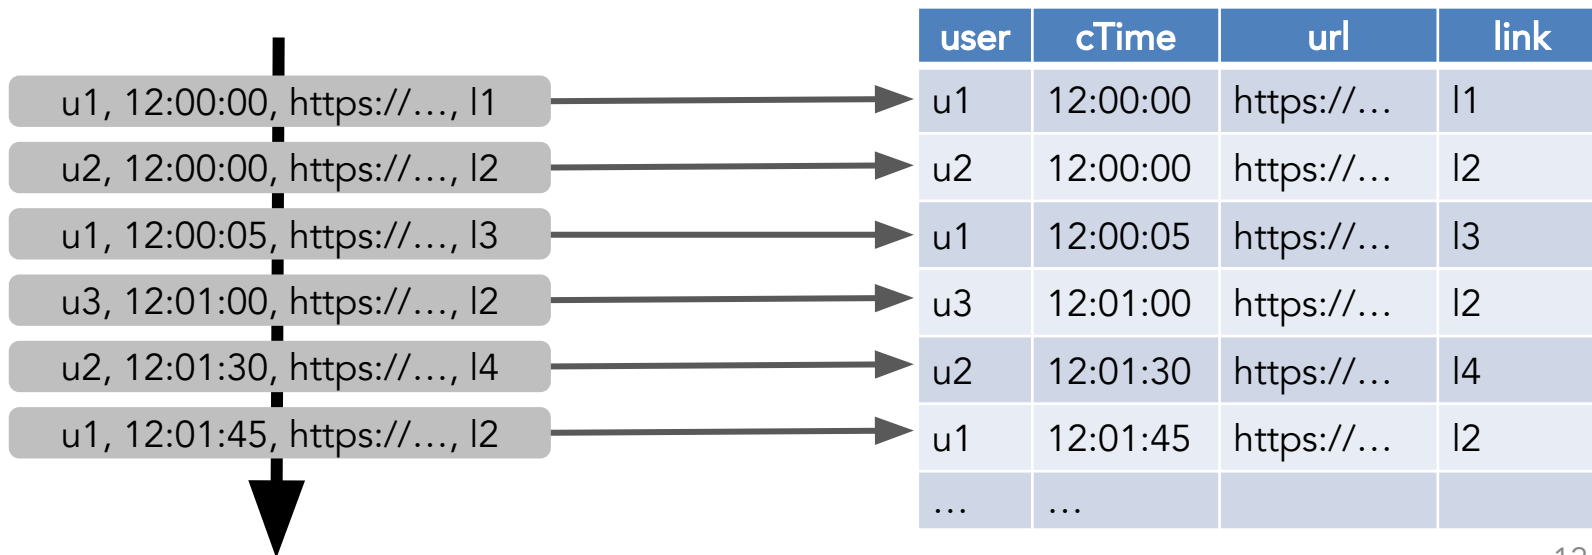 user cTime url link
u1, 12:00:00, https://…, l1
u1 12:00:00 https://… l1
u2, 12:00:00, https://…, l2
u2 12:00:00 https://… l2
u1, 12:00:05, https://…, l3
u1 12:00:05 https://… l3
u3, 12:01:00, https://…, l2
u3 12:01:00 https://… l2
u2, 12:01:30, https://…, l4
u2 12:01:30 https://… l4
u1, 12:01:45, https://…, l2
u1 12:01:45 https://… l2
… …